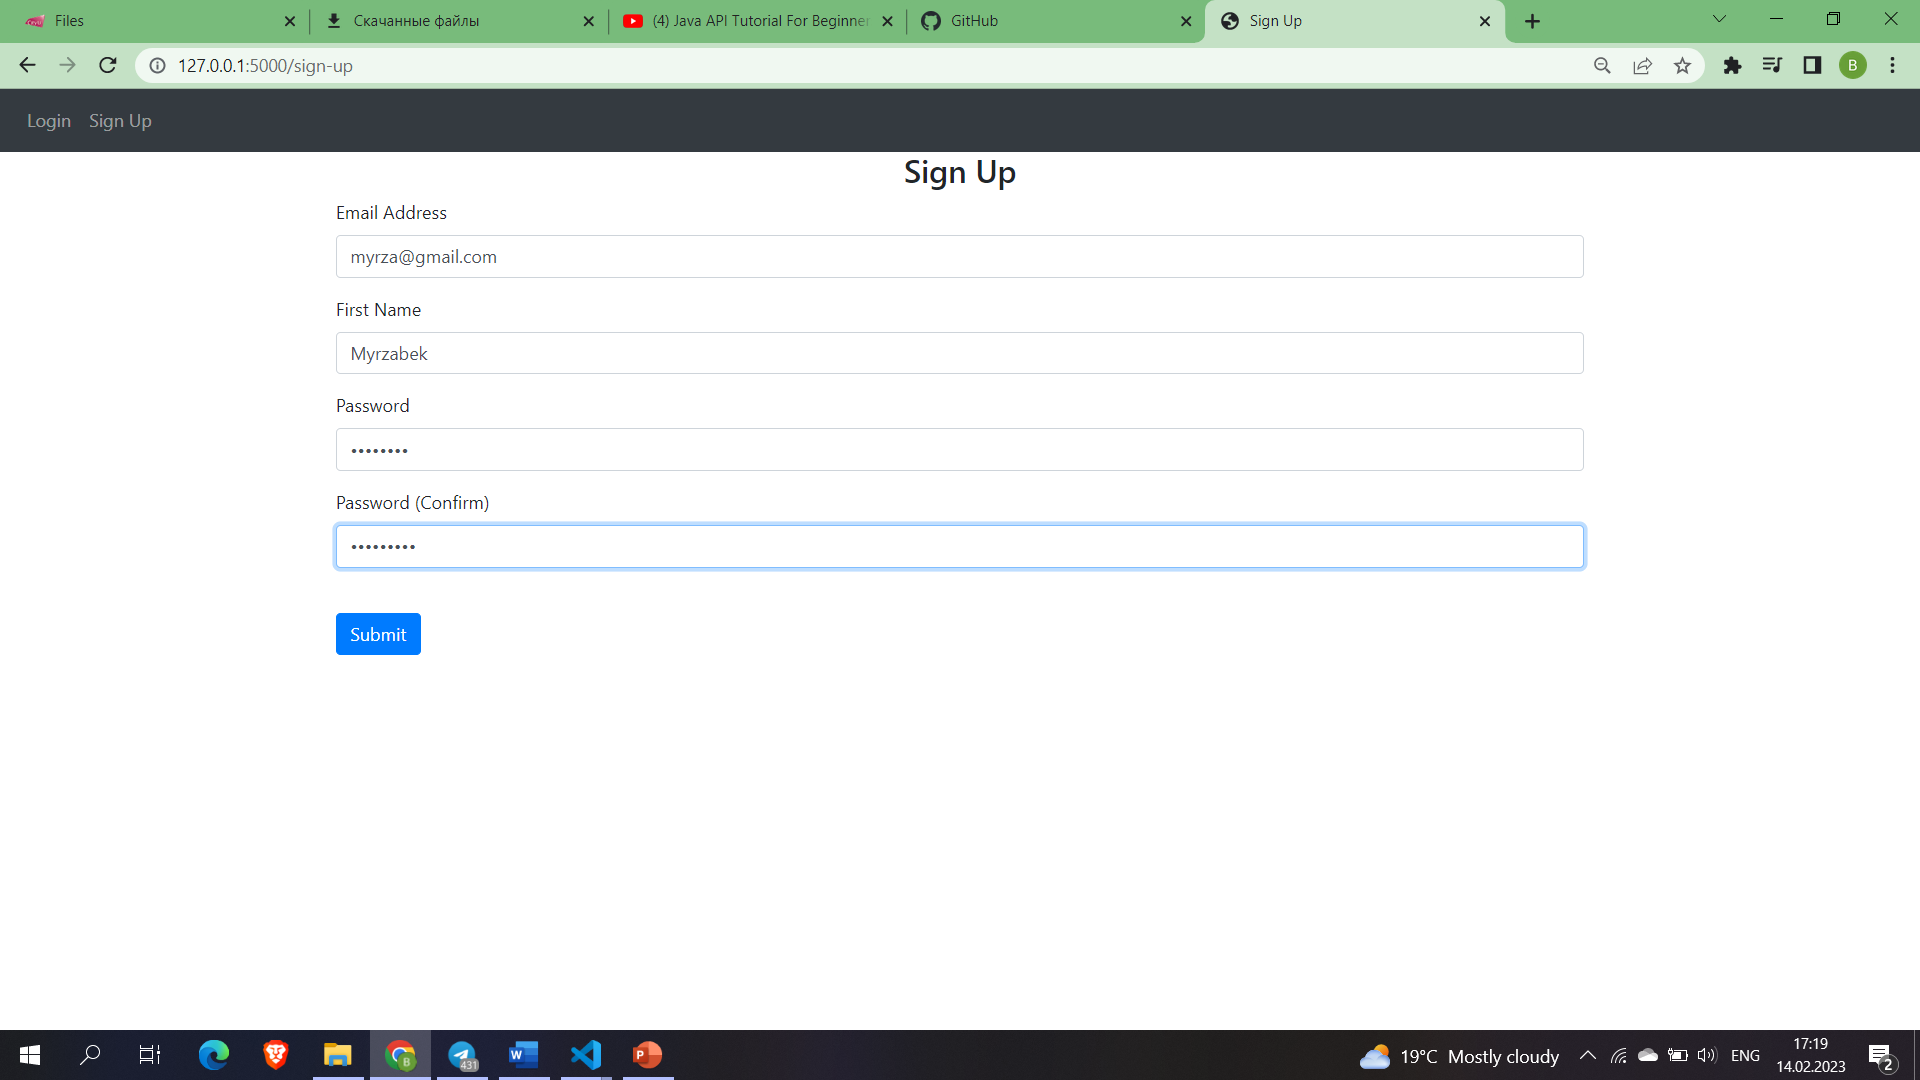 Files
Скачанные файлы
(4) Java API Tutorial For Beginner
GitHub
Sign Up
127.0.0.1:5000/sign-up
B
Login Sign Up
Sign Up
Email Address
myrza@gmail.com
First Name
Myrzabek
Password
••••••••
Password (Confirm)
•••••••••
Submit
B
431
W
P
19°C Mostly cloudy
ENG
17:19
14.02.2023
2